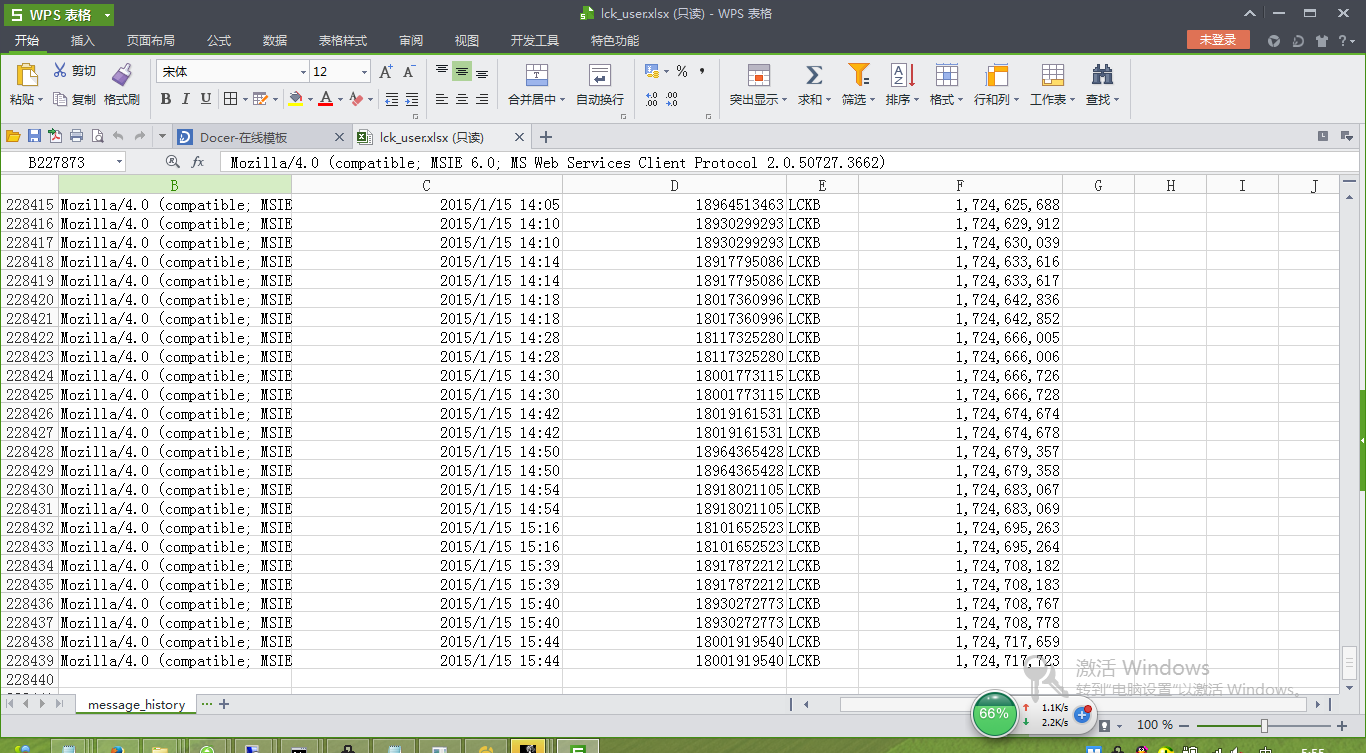 S WPS 表格
lck_user.xlsx (只读) - WPS 表格
开始 插入 页面布局 公式 数据 表格样式 审阅 视图 开发工具 特色功能 未登录
宋体 12
粘贴 剪切 复制 格式刷 B I U 合并居中 自动换行 突出显示 求和 筛选 排序 格式 行和列 工作表 查找
Docer-在线模板 lck_user.xlsx (只读)
B227873 fx Mozilla/4.0 (compatible; MSIE 6.0; MS Web Services Client Protocol 2.0.50727.3662)
B C D E F G H I J
228415 Mozilla/4.0 (compatible; MSIE 2015/1/15 14:05 18964513463 LCKB 1,724,625,688
228416 Mozilla/4.0 (compatible; MSIE 2015/1/15 14:10 18930299293 LCKB 1,724,629,912
228417 Mozilla/4.0 (compatible; MSIE 2015/1/15 14:10 18930299293 LCKB 1,724,630,039
228418 Mozilla/4.0 (compatible; MSIE 2015/1/15 14:14 18917795086 LCKB 1,724,633,616
228419 Mozilla/4.0 (compatible; MSIE 2015/1/15 14:14 18917795086 LCKB 1,724,633,617
228420 Mozilla/4.0 (compatible; MSIE 2015/1/15 14:18 18017360996 LCKB 1,724,642,836
228421 Mozilla/4.0 (compatible; MSIE 2015/1/15 14:18 18017360996 LCKB 1,724,642,852
228422 Mozilla/4.0 (compatible; MSIE 2015/1/15 14:28 18117325280 LCKB 1,724,666,005
228423 Mozilla/4.0 (compatible; MSIE 2015/1/15 14:28 18117325280 LCKB 1,724,666,006
228424 Mozilla/4.0 (compatible; MSIE 2015/1/15 14:30 18001773115 LCKB 1,724,666,726
228425 Mozilla/4.0 (compatible; MSIE 2015/1/15 14:30 18001773115 LCKB 1,724,666,728
228426 Mozilla/4.0 (compatible; MSIE 2015/1/15 14:42 18019161531 LCKB 1,724,674,674
228427 Mozilla/4.0 (compatible; MSIE 2015/1/15 14:42 18019161531 LCKB 1,724,674,678
228428 Mozilla/4.0 (compatible; MSIE 2015/1/15 14:50 18964365428 LCKB 1,724,679,357
228429 Mozilla/4.0 (compatible; MSIE 2015/1/15 14:50 18964365428 LCKB 1,724,679,358
228430 Mozilla/4.0 (compatible; MSIE 2015/1/15 14:54 18918021105 LCKB 1,724,683,067
228431 Mozilla/4.0 (compatible; MSIE 2015/1/15 14:54 18918021105 LCKB 1,724,683,069
228432 Mozilla/4.0 (compatible; MSIE 2015/1/15 15:16 18101652523 LCKB 1,724,695,263
228433 Mozilla/4.0 (compatible; MSIE 2015/1/15 15:16 18101652523 LCKB 1,724,695,264
228434 Mozilla/4.0 (compatible; MSIE 2015/1/15 15:39 18917872212 LCKB 1,724,708,182
228435 Mozilla/4.0 (compatible; MSIE 2015/1/15 15:39 18917872212 LCKB 1,724,708,183
228436 Mozilla/4.0 (compatible; MSIE 2015/1/15 15:40 18930272773 LCKB 1,724,708,767
228437 Mozilla/4.0 (compatible; MSIE 2015/1/15 15:40 18930272773 LCKB 1,724,708,778
228438 Mozilla/4.0 (compatible; MSIE 2015/1/15 15:44 18001919540 LCKB 1,724,717,659
228439 Mozilla/4.0 (compatible; MSIE 2015/1/15 15:44 18001919540 LCKB 1,724,717,723
228440
激活 Windows
转到"电脑设置"以激活 Windows。
message_history
66% 1.1K/s
2.2K/s
100 %